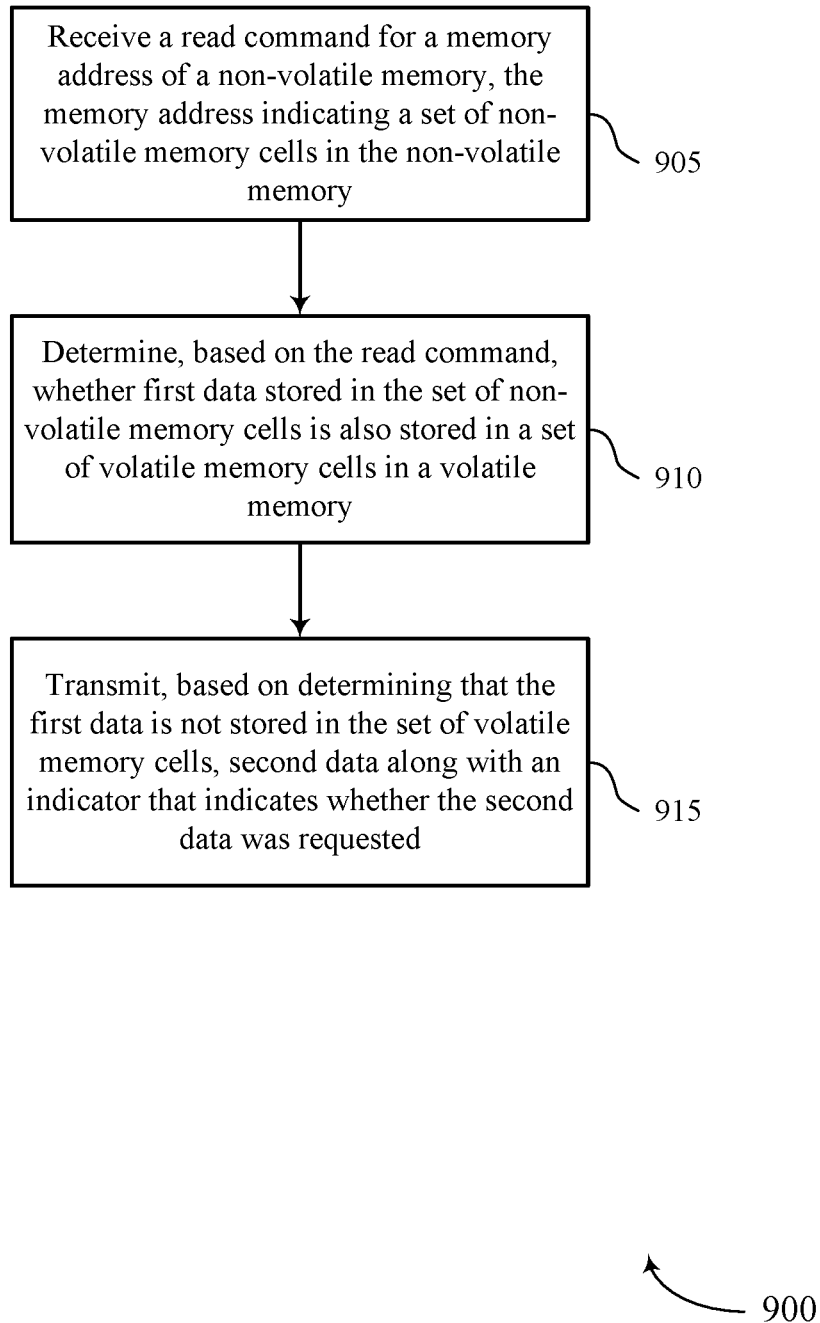 Receive a read command for a memory
address of a non-volatile memory, the
memory address indicating a set of non-
volatile memory cells in the non-volatile
memory
905
Determine, based on the read command,
whether first data stored in the set of non-
volatile memory cells is also stored in a set
of volatile memory cells in a volatile
memory
910
Transmit, based on determining that the
first data is not stored in the set of volatile
memory cells, second data along with an
indicator that indicates whether the second
data was requested
915
900